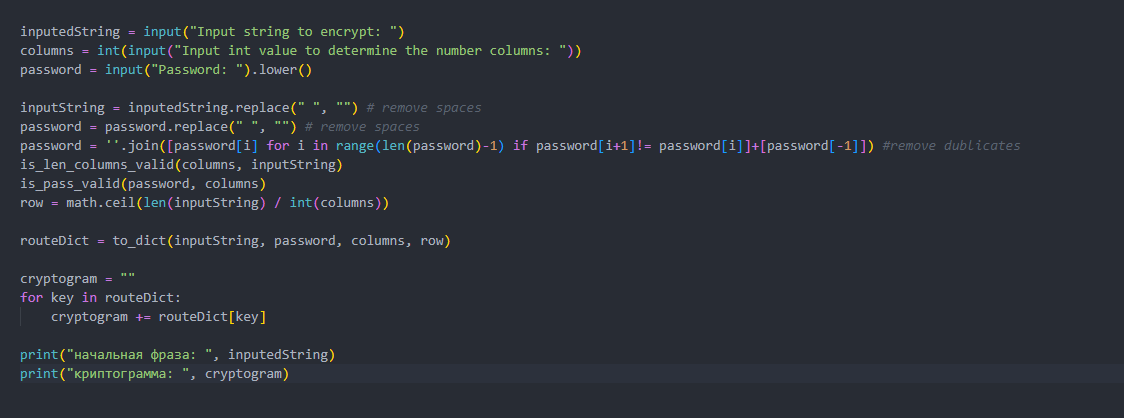 inputedString = input("Input string to encrypt: ")
columns = int(input("Input int value to determine the number columns: "))
password = input("Password: ").lower()
inputString = inputedString.replace(" ", "") # remove spaces
password = password.replace(" ", "") # remove spaces
password = ''.join([password[i] for i in range(len(password)-1) if password[i+1]!= password[i]]+[password[-1]]) #remove dublicates
is_len_columns_valid(columns, inputString)
is_pass_valid(password, columns)
row = math.ceil(len(inputString) / int(columns))
routeDict = to_dict(inputString, password, columns, row)
cryptogram = ""
for key in routeDict:
    cryptogram += routeDict[key]
print("начальная фраза: ", inputedString)
print("криптограмма: ", cryptogram)